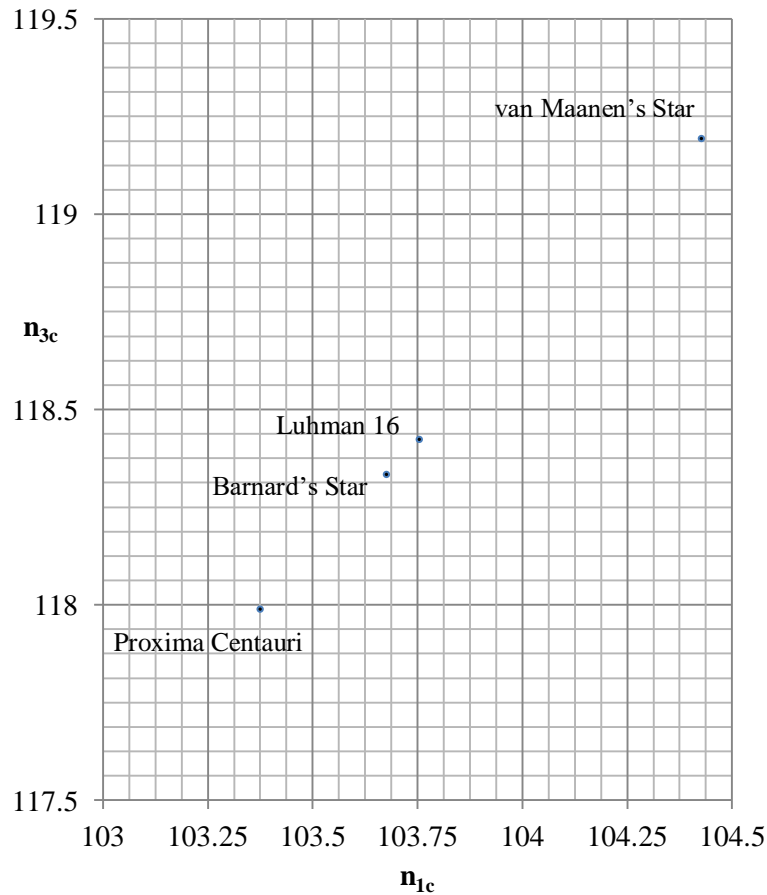 119.5
van Maanen’s Star
119
n3c
118.5
Luhman 16
Barnard’s Star
118
Proxima Centauri
117.5
103 103.25 103.5 103.75 104 104.25 104.5
n1c